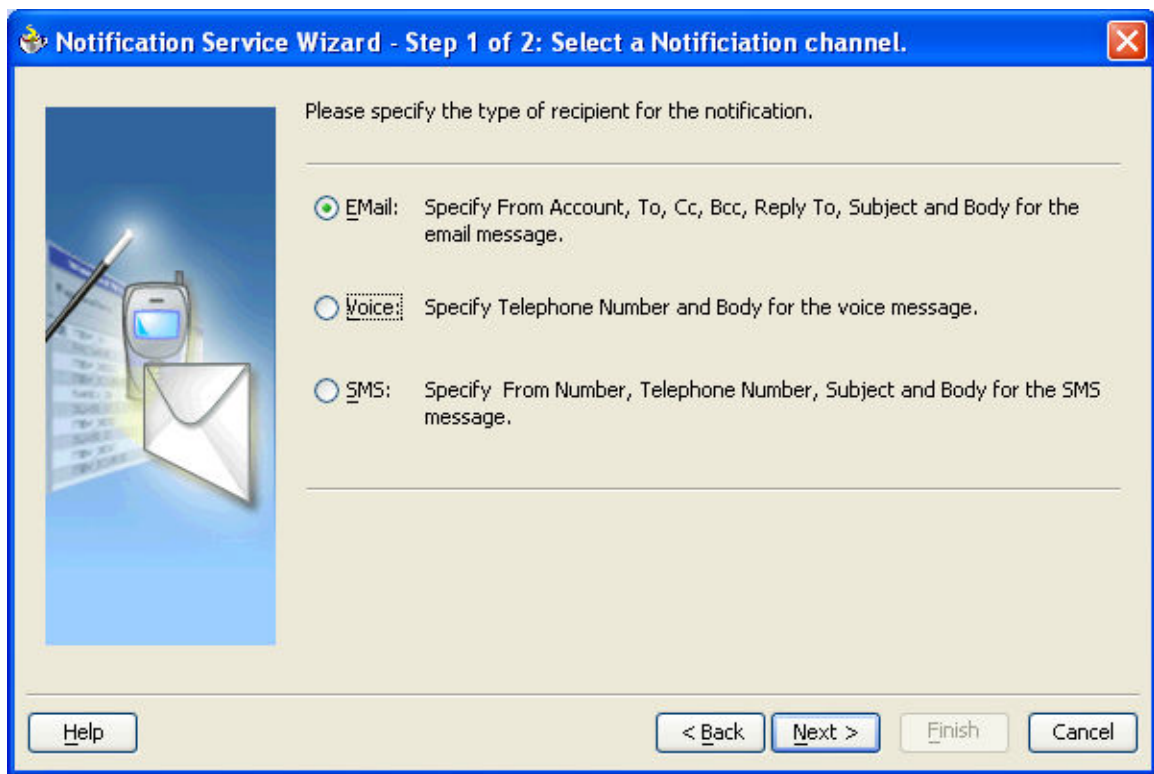 Notification Service Wizard - Step 1 of 2: Select a Notificiation channel.
Please specify the type of recipient for the notification.
EMail: Specify From Account, To, Cc, Bcc, Reply To, Subject and Body for the
email message.
Voice: Specify Telephone Number and Body for the voice message.
SMS: Specify From Number, Telephone Number, Subject and Body for the SMS
message.
Help < Back Next > Finish Cancel